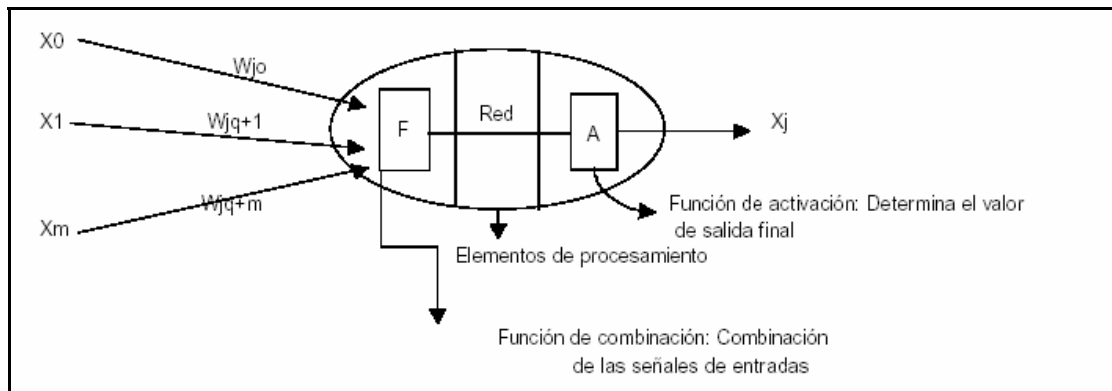 X0
Wjo
X1
Wjq+1
F
Red
A
Xj
Wjq+m
Xm
Función de activación: Determina el valor
de salida final
Elementos de procesamiento
Función de combinación: Combinación
de las señales de entradas